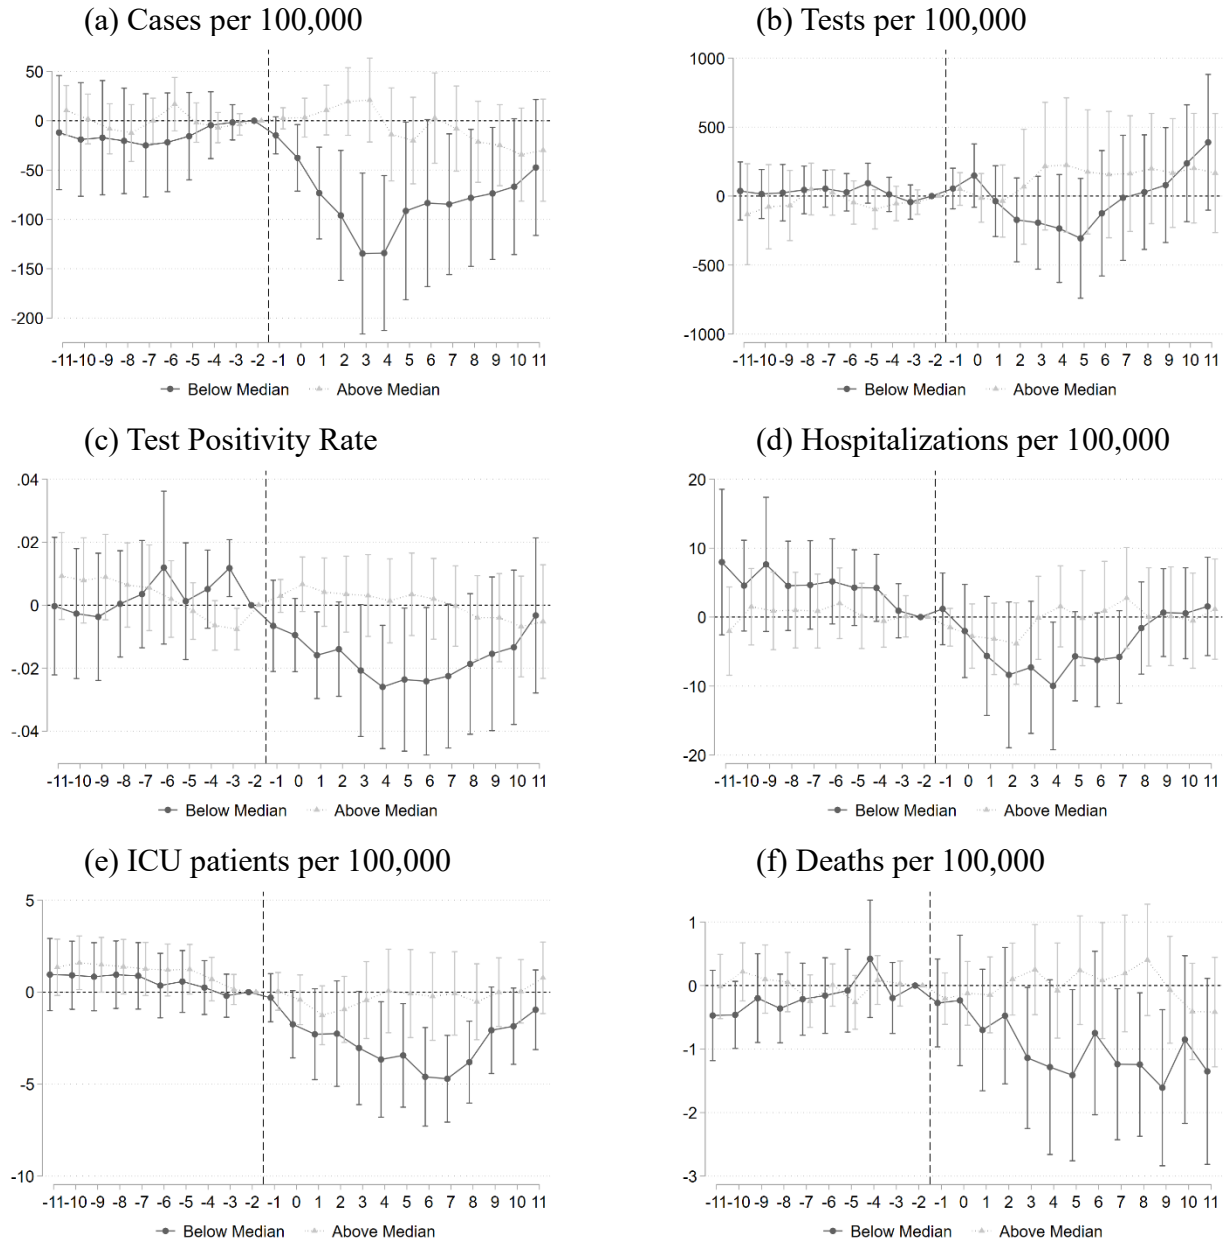 (a) Cases per 100,000
50
0
-50
-100
-150
-200
-11 -10 -9 -8 -7 -6 -5 -4 -3 -2 -1 0 1 2 3 4 5 6 7 8 9 10 11
Below Median Above Median
(b) Tests per 100,000
1000
500
0
-500
-1000
-11 -10 -9 -8 -7 -6 -5 -4 -3 -2 -1 0 1 2 3 4 5 6 7 8 9 10 11
Below Median Above Median
(c) Test Positivity Rate
.04
.02
0
-.02
-.04
-11 -10 -9 -8 -7 -6 -5 -4 -3 -2 -1 0 1 2 3 4 5 6 7 8 9 10 11
Below Median Above Median
(d) Hospitalizations per 100,000
20
10
0
-10
-20
-11 -10 -9 -8 -7 -6 -5 -4 -3 -2 -1 0 1 2 3 4 5 6 7 8 9 10 11
Below Median Above Median
(e) ICU patients per 100,000
5
0
-5
-10
-11 -10 -9 -8 -7 -6 -5 -4 -3 -2 -1 0 1 2 3 4 5 6 7 8 9 10 11
Below Median Above Median
(f) Deaths per 100,000
1
0
-1
-2
-3
-11 -10 -9 -8 -7 -6 -5 -4 -3 -2 -1 0 1 2 3 4 5 6 7 8 9 10 11
Below Median Above Median